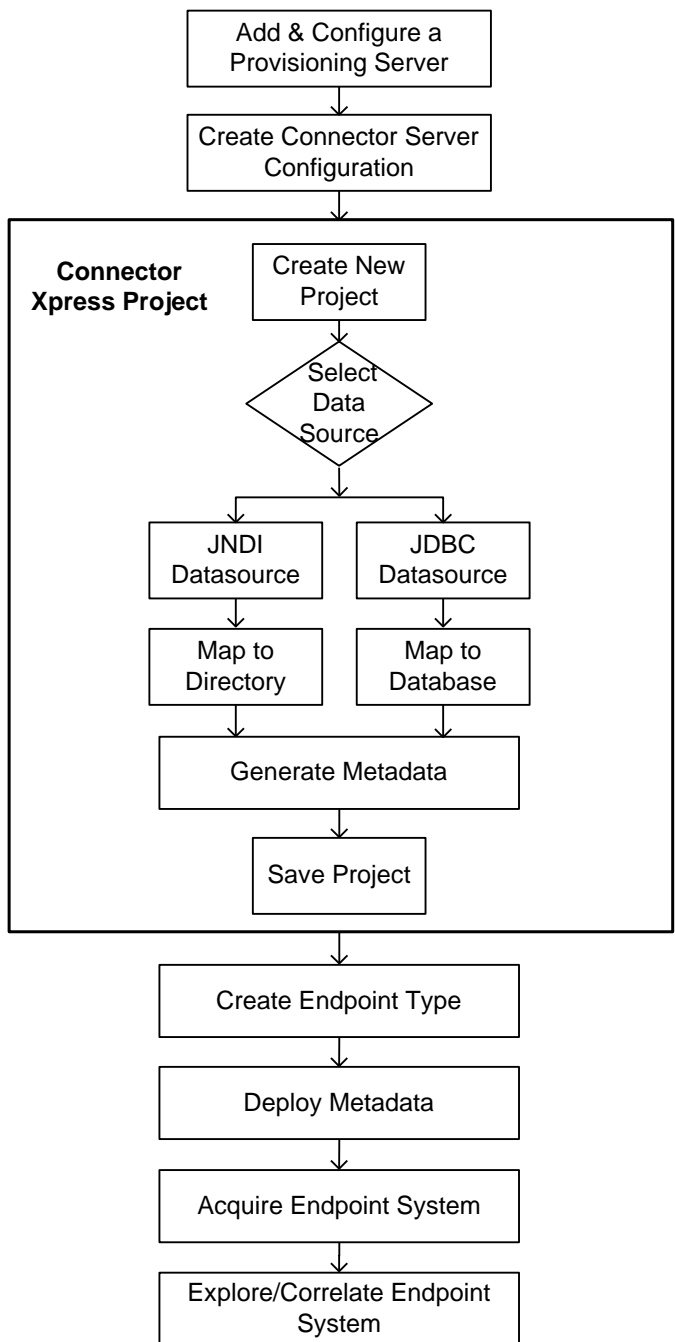 Add & Configure a
Provisioning Server
Create Connector Server
Configuration
Connector
Xpress Project
Create New
Project
Select
Data
Source
JNDI
Datasource
JDBC
Datasource
Map to
Directory
Map to
Database
Generate Metadata
Save Project
Create Endpoint Type
Deploy Metadata
Acquire Endpoint System
Explore/Correlate Endpoint
System